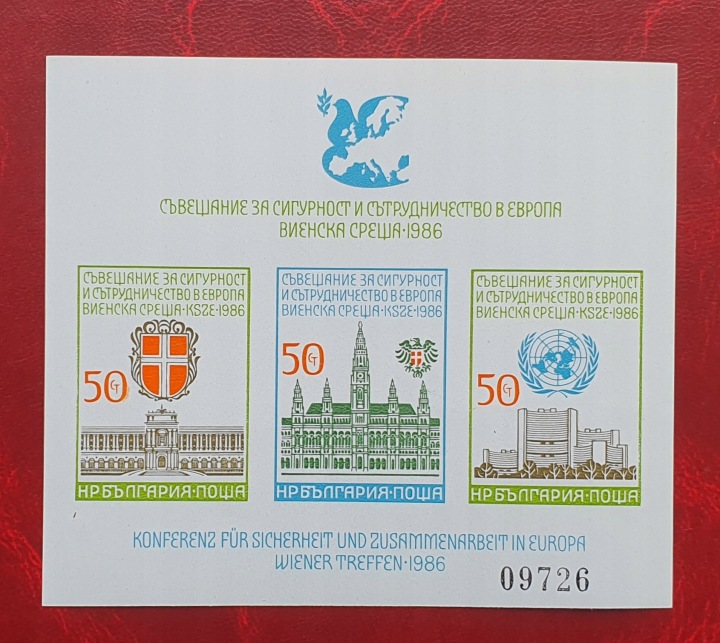 СЪВЕЩАНИЕ ЗА СИГУРНОСТ И СЪТРУДНИЧЕСТВО В ЕВРОПА
ВИЕНСКА СРЕЩА·1986
СЪВЕЩАНИЕ ЗА СИГУРНОСТ
И СЪТРУДНИЧЕСТВО В ЕВРОПА
ВИЕНСКА СРЕЩА·KSZE·1986
50 СТ
НР БЪЛГАРИЯ·ПОЩА
СЪВЕЩАНИЕ ЗА СИГУРНОСТ
И СЪТРУДНИЧЕСТВО В ЕВРОПА
ВИЕНСКА СРЕЩА·KSZE·1986
50 СТ
НР БЪЛГАРИЯ·ПОЩА
СЪВЕЩАНИЕ ЗА СИГУРНОСТ
И СЪТРУДНИЧЕСТВО В ЕВРОПА
ВИЕНСКА СРЕЩА·KSZE·1986
50 СТ
НР БЪЛГАРИЯ·ПОЩА
KONFERENZ FÜR SICHERHEIT UND ZUSAMMENARBEIT IN EUROPA
WIENER TREFFEN·1986
09726